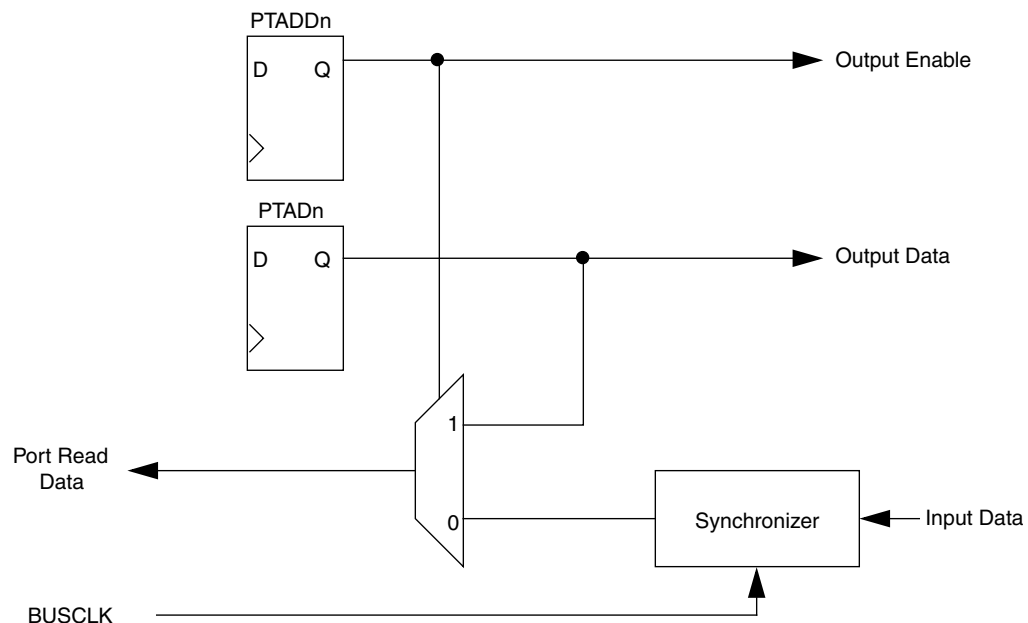 PTADDn
D Q
Output Enable
PTADn
D Q
Output Data
1
Port Read
Data
0
Synchronizer
Input Data
BUSCLK